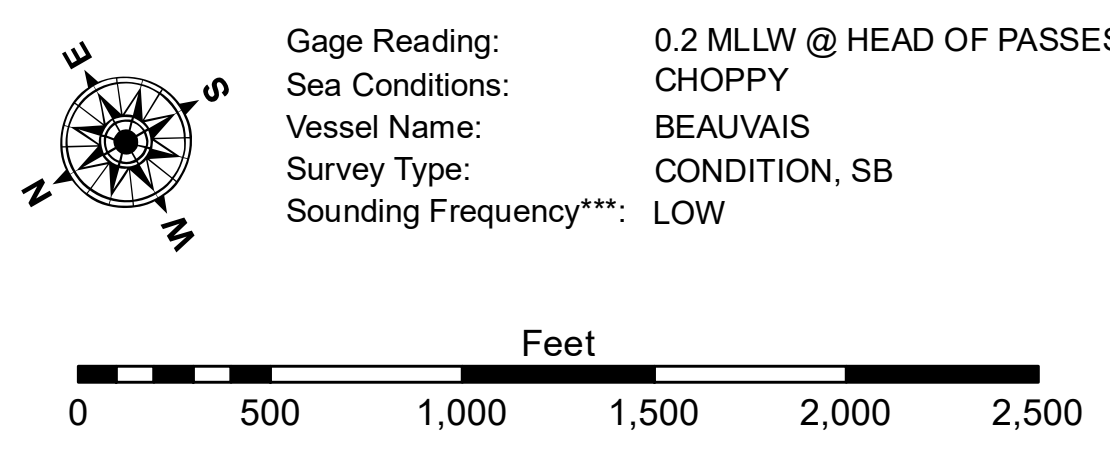 E
S
N
W
Gage Reading: 0.2 MLLW @ HEAD OF PASSES
Sea Conditions: CHOPPY
Vessel Name: BEAUVAIS
Survey Type: CONDITION, SB
Sounding Frequency***: LOW
Feet
0 500 1,000 1,500 2,000 2,500